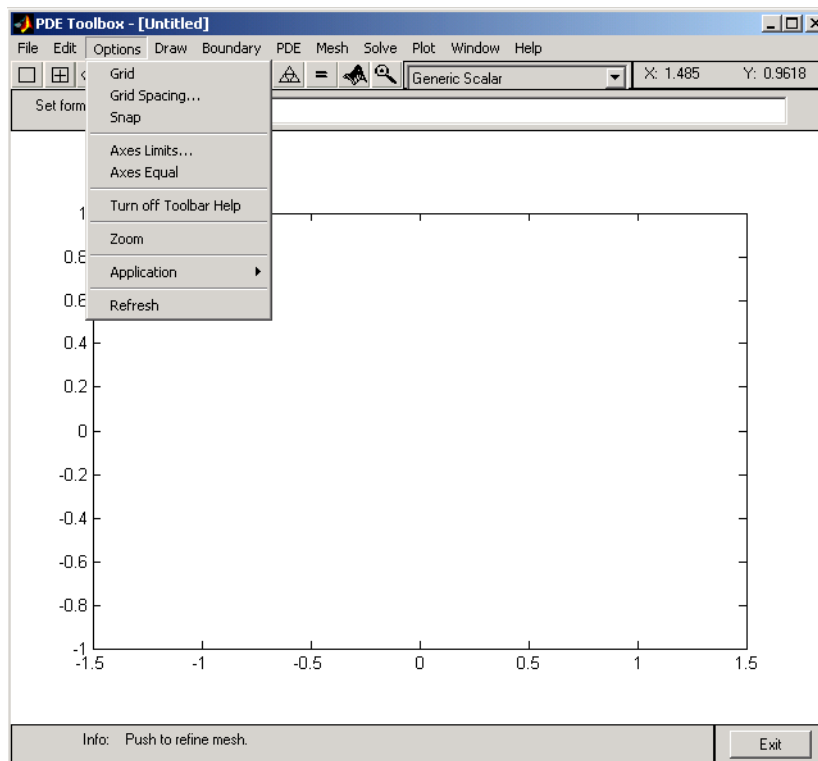 PDE Toolbox - [Untitled]
File Edit Options Draw Boundary PDE Mesh Solve Plot Window Help
= Generic Scalar X: 1.485 Y: 0.9618
Set form
Grid
Grid Spacing...
Snap
Axes Limits...
Axes Equal
Turn off Toolbar Help
Zoom
Application
Refresh
1
0.8
0.6
0.4
0.2
0
-0.2
-0.4
-0.6
-0.8
-1
-1.5 -1 -0.5 0 0.5 1 1.5
Info: Push to refine mesh.
Exit